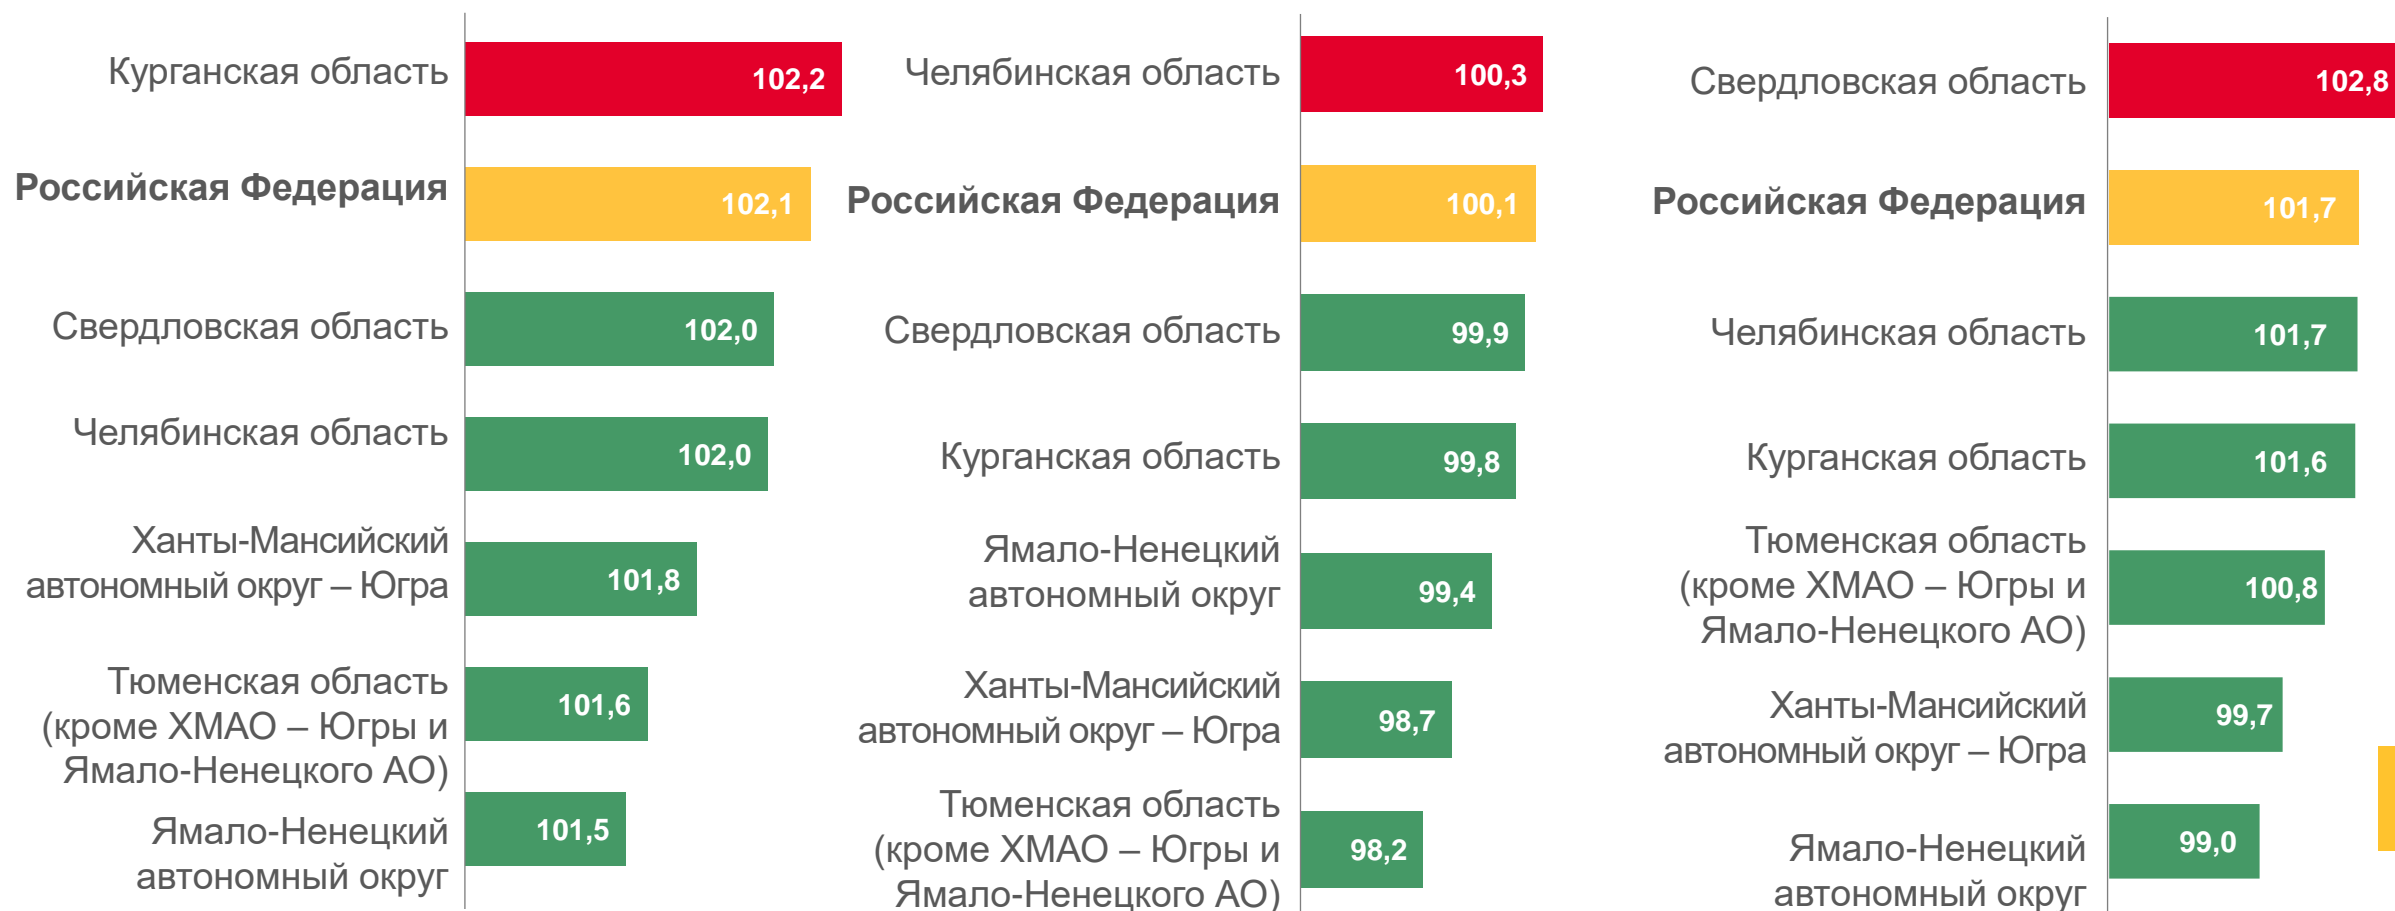 Курганская область
102,2
Российская Федерация
102,1
Свердловская область
102,0
Челябинская область
102,0
Ханты-Мансийский
автономный округ – Югра
101,8
Тюменская область
(кроме ХМАО – Югры и
Ямало-Ненецкого АО)
101,6
Ямало-Ненецкий
автономный округ
101,5
Челябинская область
100,3
Российская Федерация
100,1
Свердловская область
99,9
Курганская область
99,8
Ямало-Ненецкий
автономный округ
99,4
Ханты-Мансийский
автономный округ – Югра
98,7
Тюменская область
(кроме ХМАО – Югры и
Ямало-Ненецкого АО)
98,2
Свердловская область
102,8
Российская Федерация
101,7
Челябинская область
101,7
Курганская область
101,6
Тюменская область
(кроме ХМАО – Югры и
Ямало-Ненецкого АО)
100,8
Ханты-Мансийский
автономный округ – Югра
99,7
Ямало-Ненецкий
автономный округ
99,0